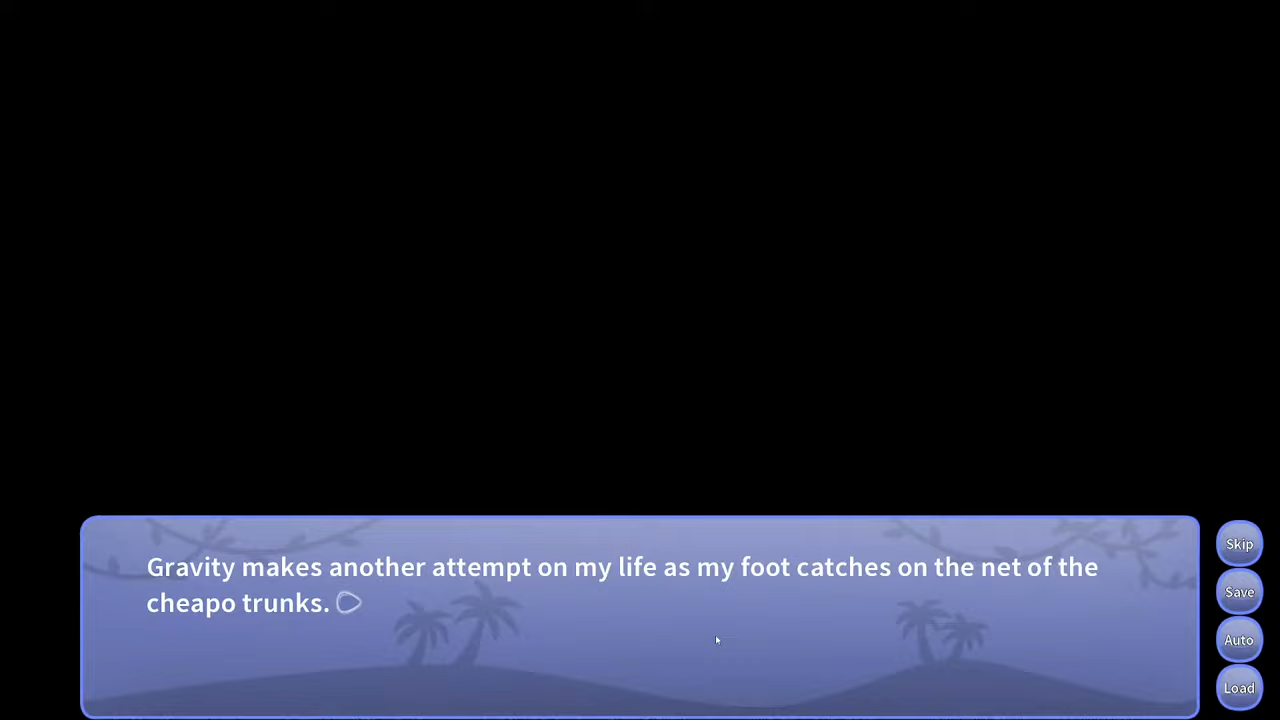 Gravity makes another attempt on my life as my foot catches on the net of the
cheapo trunks.
Skip
Save
Auto
Load